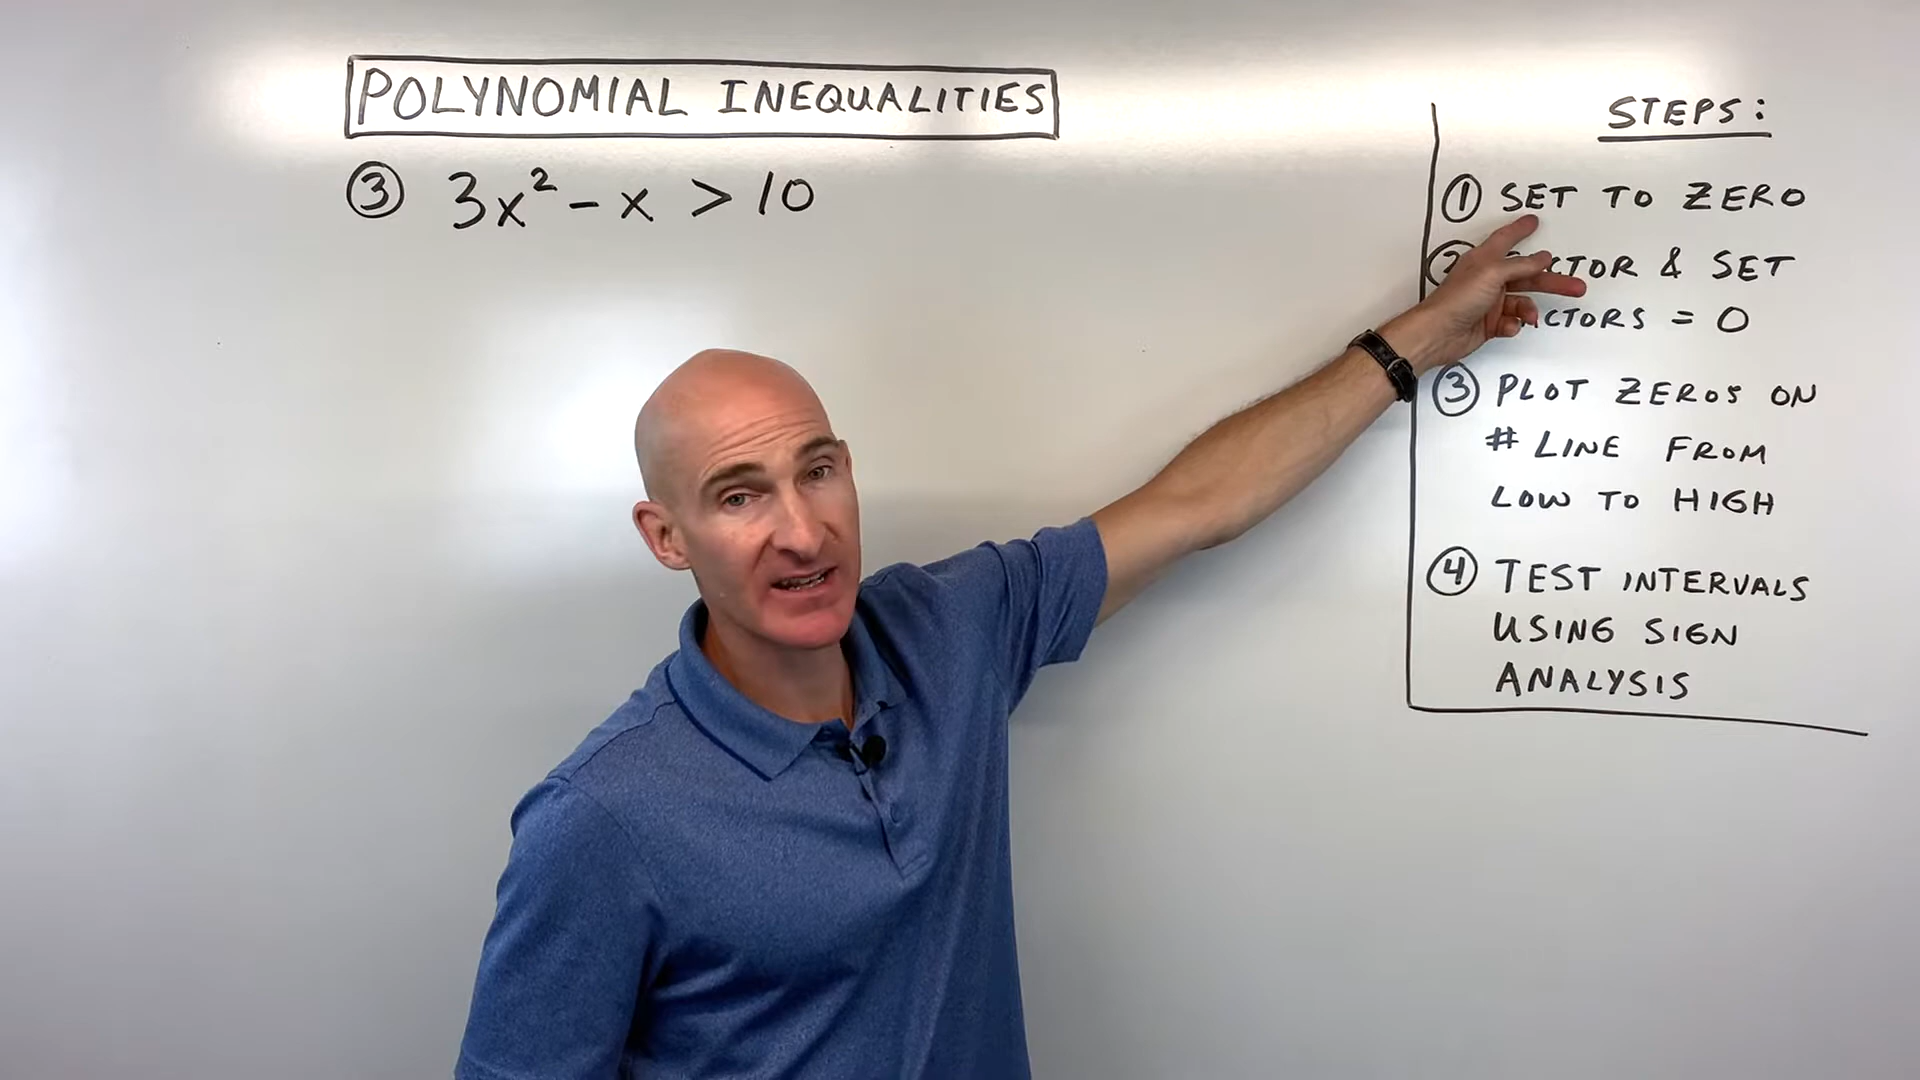 POLYNOMIAL INEQUALITIES
③ 3x² - x > 10
STEPS:
① SET TO ZERO
& SET
= 0
③ PLOT ZEROS ON
# LINE FROM
LOW TO HIGH
④ TEST INTERVALS
USING SIGN
ANALYSIS